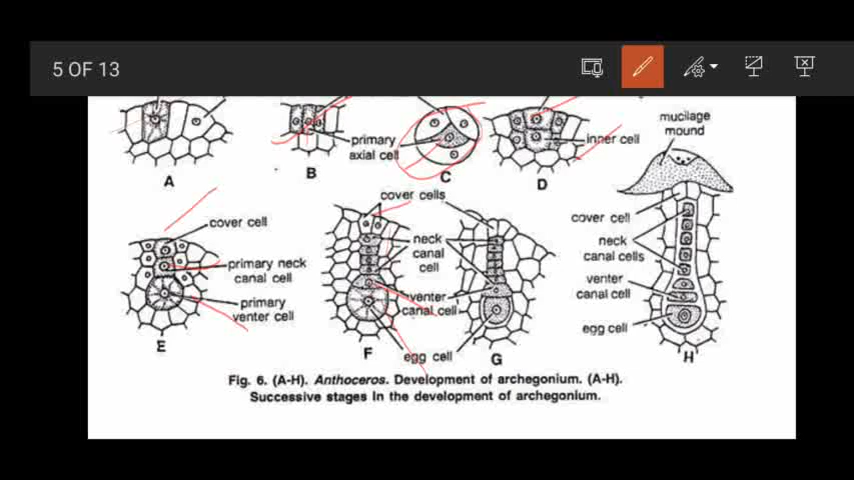 5 OF 13
mucilage
mound
primary
axial cell
inner cell
A
B
C
D
cover cells
cover cell
cover cell
neck
canal
cell
neck
canal cells
primary neck
canal cell
venter
canal cell
venter
canal cell
primary
venter cell
egg cell
egg cell
E
F
G
H
Fig. 6. (A-H). Anthoceros. Development of archegonium. (A-H).
Successive stages in the development of archegonium.